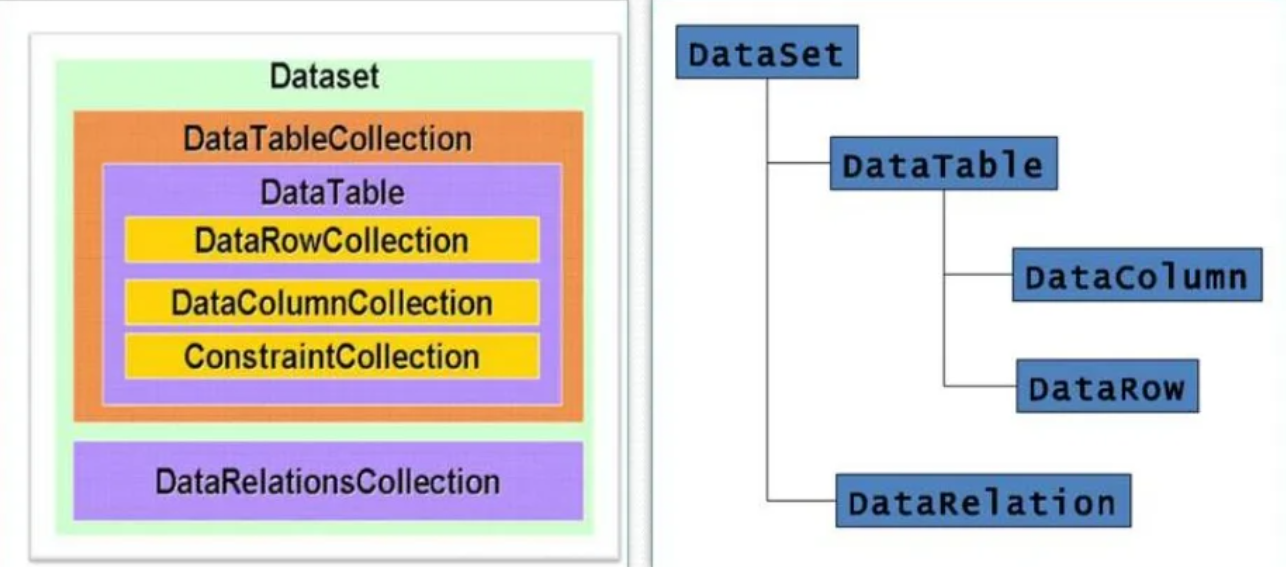 Dataset
DataTableCollection
DataTable
DataRowCollection
DataColumnCollection
ConstraintCollection
DataRelationsCollection
DataSet
DataTable
DataColumn
DataRow
DataRelation